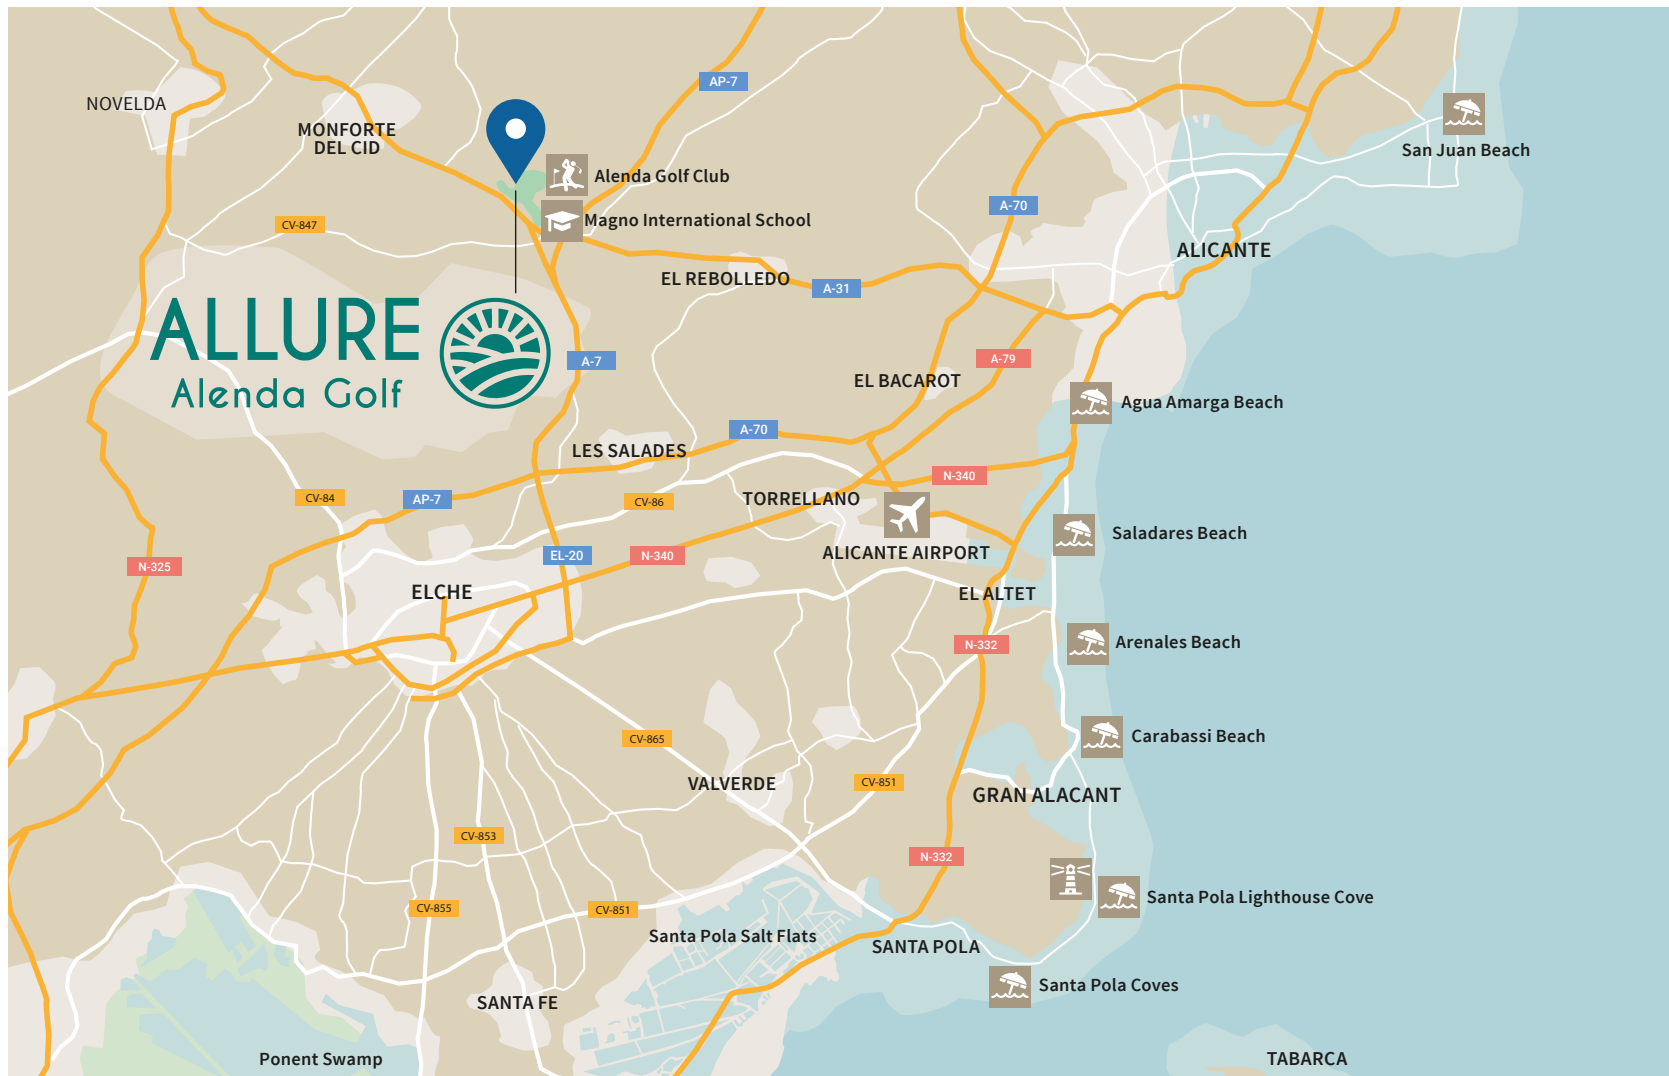 AP-7
NOVELDA
MONFORTE
DEL CID
San Juan Beach
Alenda Golf Club
A-70
Magno International School
CV-847
ALICANTE
EL REBOLLEDO
A-31
ALLURE
Alenda Golf
A-7
A-79
EL BACAROT
Agua Amarga Beach
A-70
LES SALADES
N-340
CV-84
AP-7
CV-86
TORRELLANO
Saladares Beach
ALICANTE AIRPORT
EL-20
N-340
N-325
ELCHE
EL ALTET
N-332
Arenales Beach
CV-865
Carabassi Beach
VALVERDE
CV-851
GRAN ALACANT
CV-853
N-332
Santa Pola Lighthouse Cove
CV-855
CV-851
Santa Pola Salt Flats
SANTA POLA
Santa Pola Coves
SANTA FE
Ponent Swamp
TABARCA